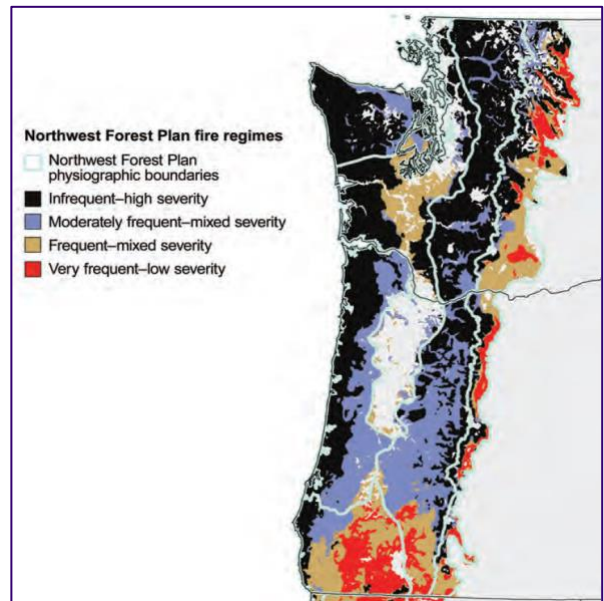 Northwest Forest Plan fire regimes
Northwest Forest Plan
physiographic boundaries
Infrequent–high severity
Moderately frequent–mixed severity
Frequent–mixed severity
Very frequent–low severity